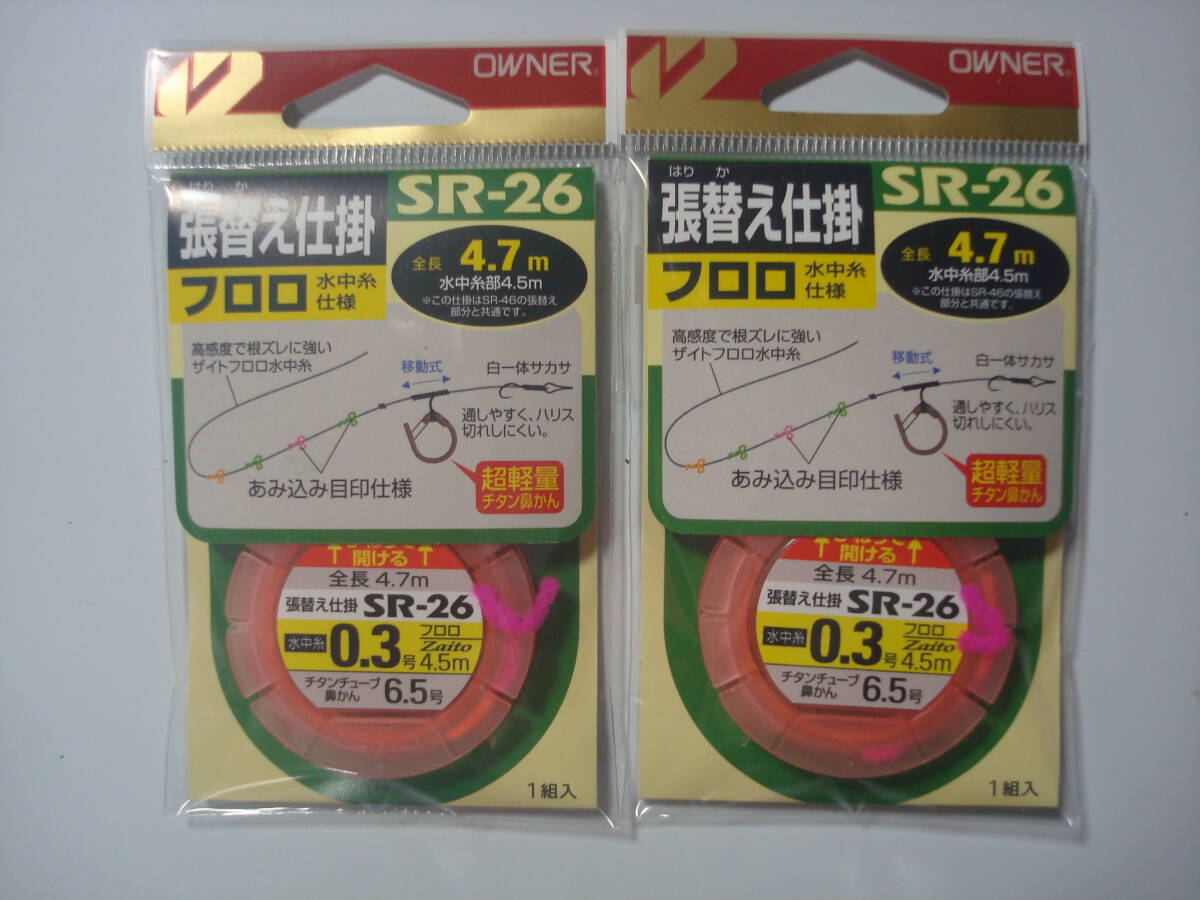 OWNER
はりか
張替え仕掛
SR-26
フロロ
水中糸
仕様
全長 4.7m
水中糸部4.5m
※この仕掛はSR-46の張替え
部分と共通です。
高感度で根ズレに強い
ザイトフロロ水中糸
移動式
白一体サカサ
通しやすく、ハリス
切れしにくい。
あみ込み目印仕様
超軽量
チタン鼻かん
開ける
全長 4.7m
張替え仕掛 SR-26
水中糸 0.3号
フロロ
Zaito
4.5m
チタンチューブ
鼻かん 6.5号
1組入
OWNER
はりか
張替え仕掛
SR-26
フロロ
水中糸
仕様
全長 4.7m
水中糸部4.5m
※この仕掛はSR-46の張替え
部分と共通です。
高感度で根ズレに強い
ザイトフロロ水中糸
移動式
白一体サカサ
通しやすく、ハリス
切れしにくい。
あみ込み目印仕様
超軽量
チタン鼻かん
開ける
全長 4.7m
張替え仕掛 SR-26
水中糸 0.3号
フロロ
Zaito
4.5m
チタンチューブ
鼻かん 6.5号
1組入